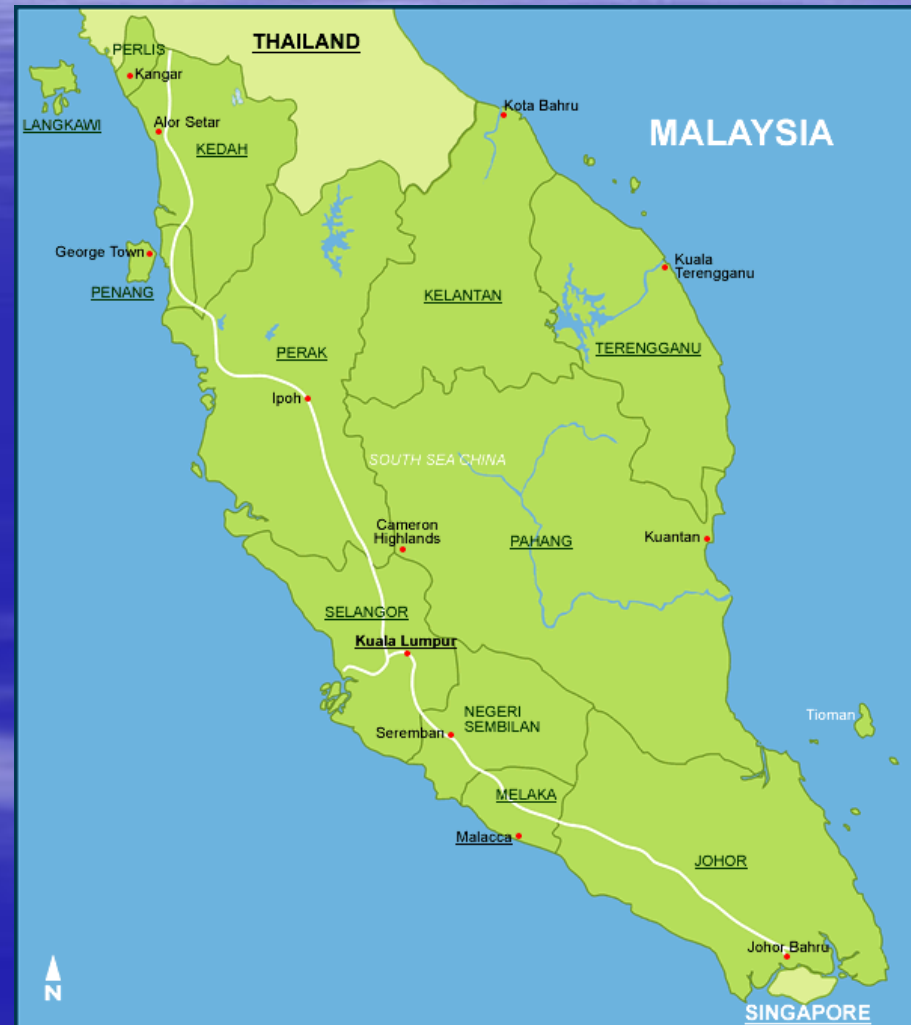 THAILAND
PERLIS
Kangar
LANGKAWI
Alor Setar
KEDAH
Kota Bahru
MALAYSIA
George Town
PENANG
Kuala
Terengganu
KELANTAN
TERENGGANU
PERAK
Ipoh
SOUTH SEA CHINA
Cameron
Highlands
PAHANG
Kuantan
SELANGOR
Kuala Lumpur
NEGERI
SEMBILAN
Seremban
Tioman
MELAKA
Malacca
JOHOR
Johor Bahru
N
SINGAPORE